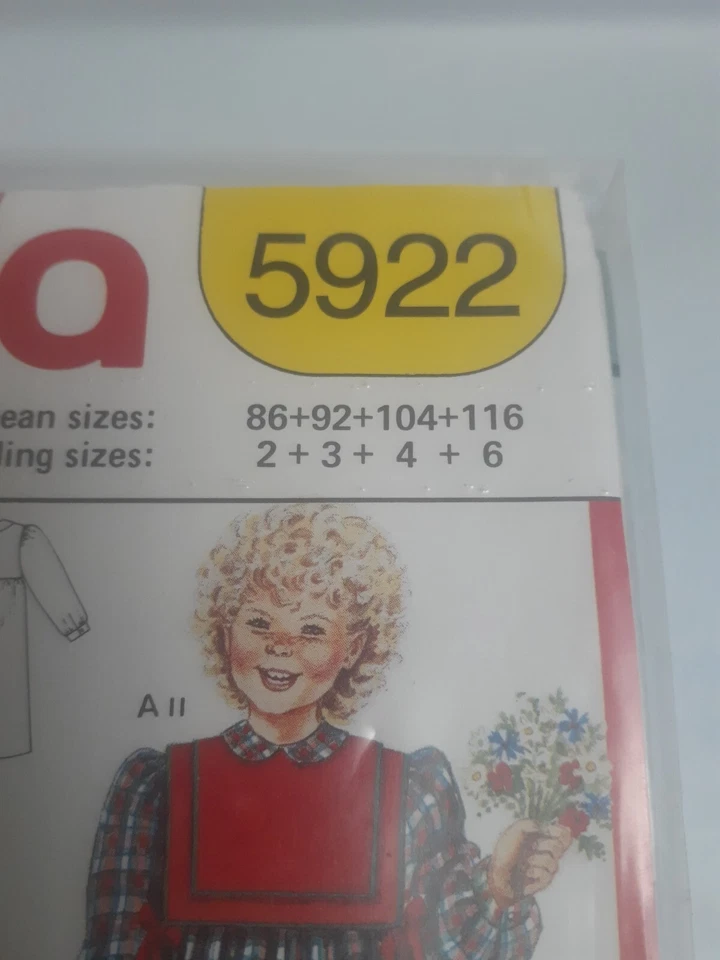 a
5922
ean sizes: 86+92+104+116
ling sizes: 2 + 3 + 4 + 6
A II